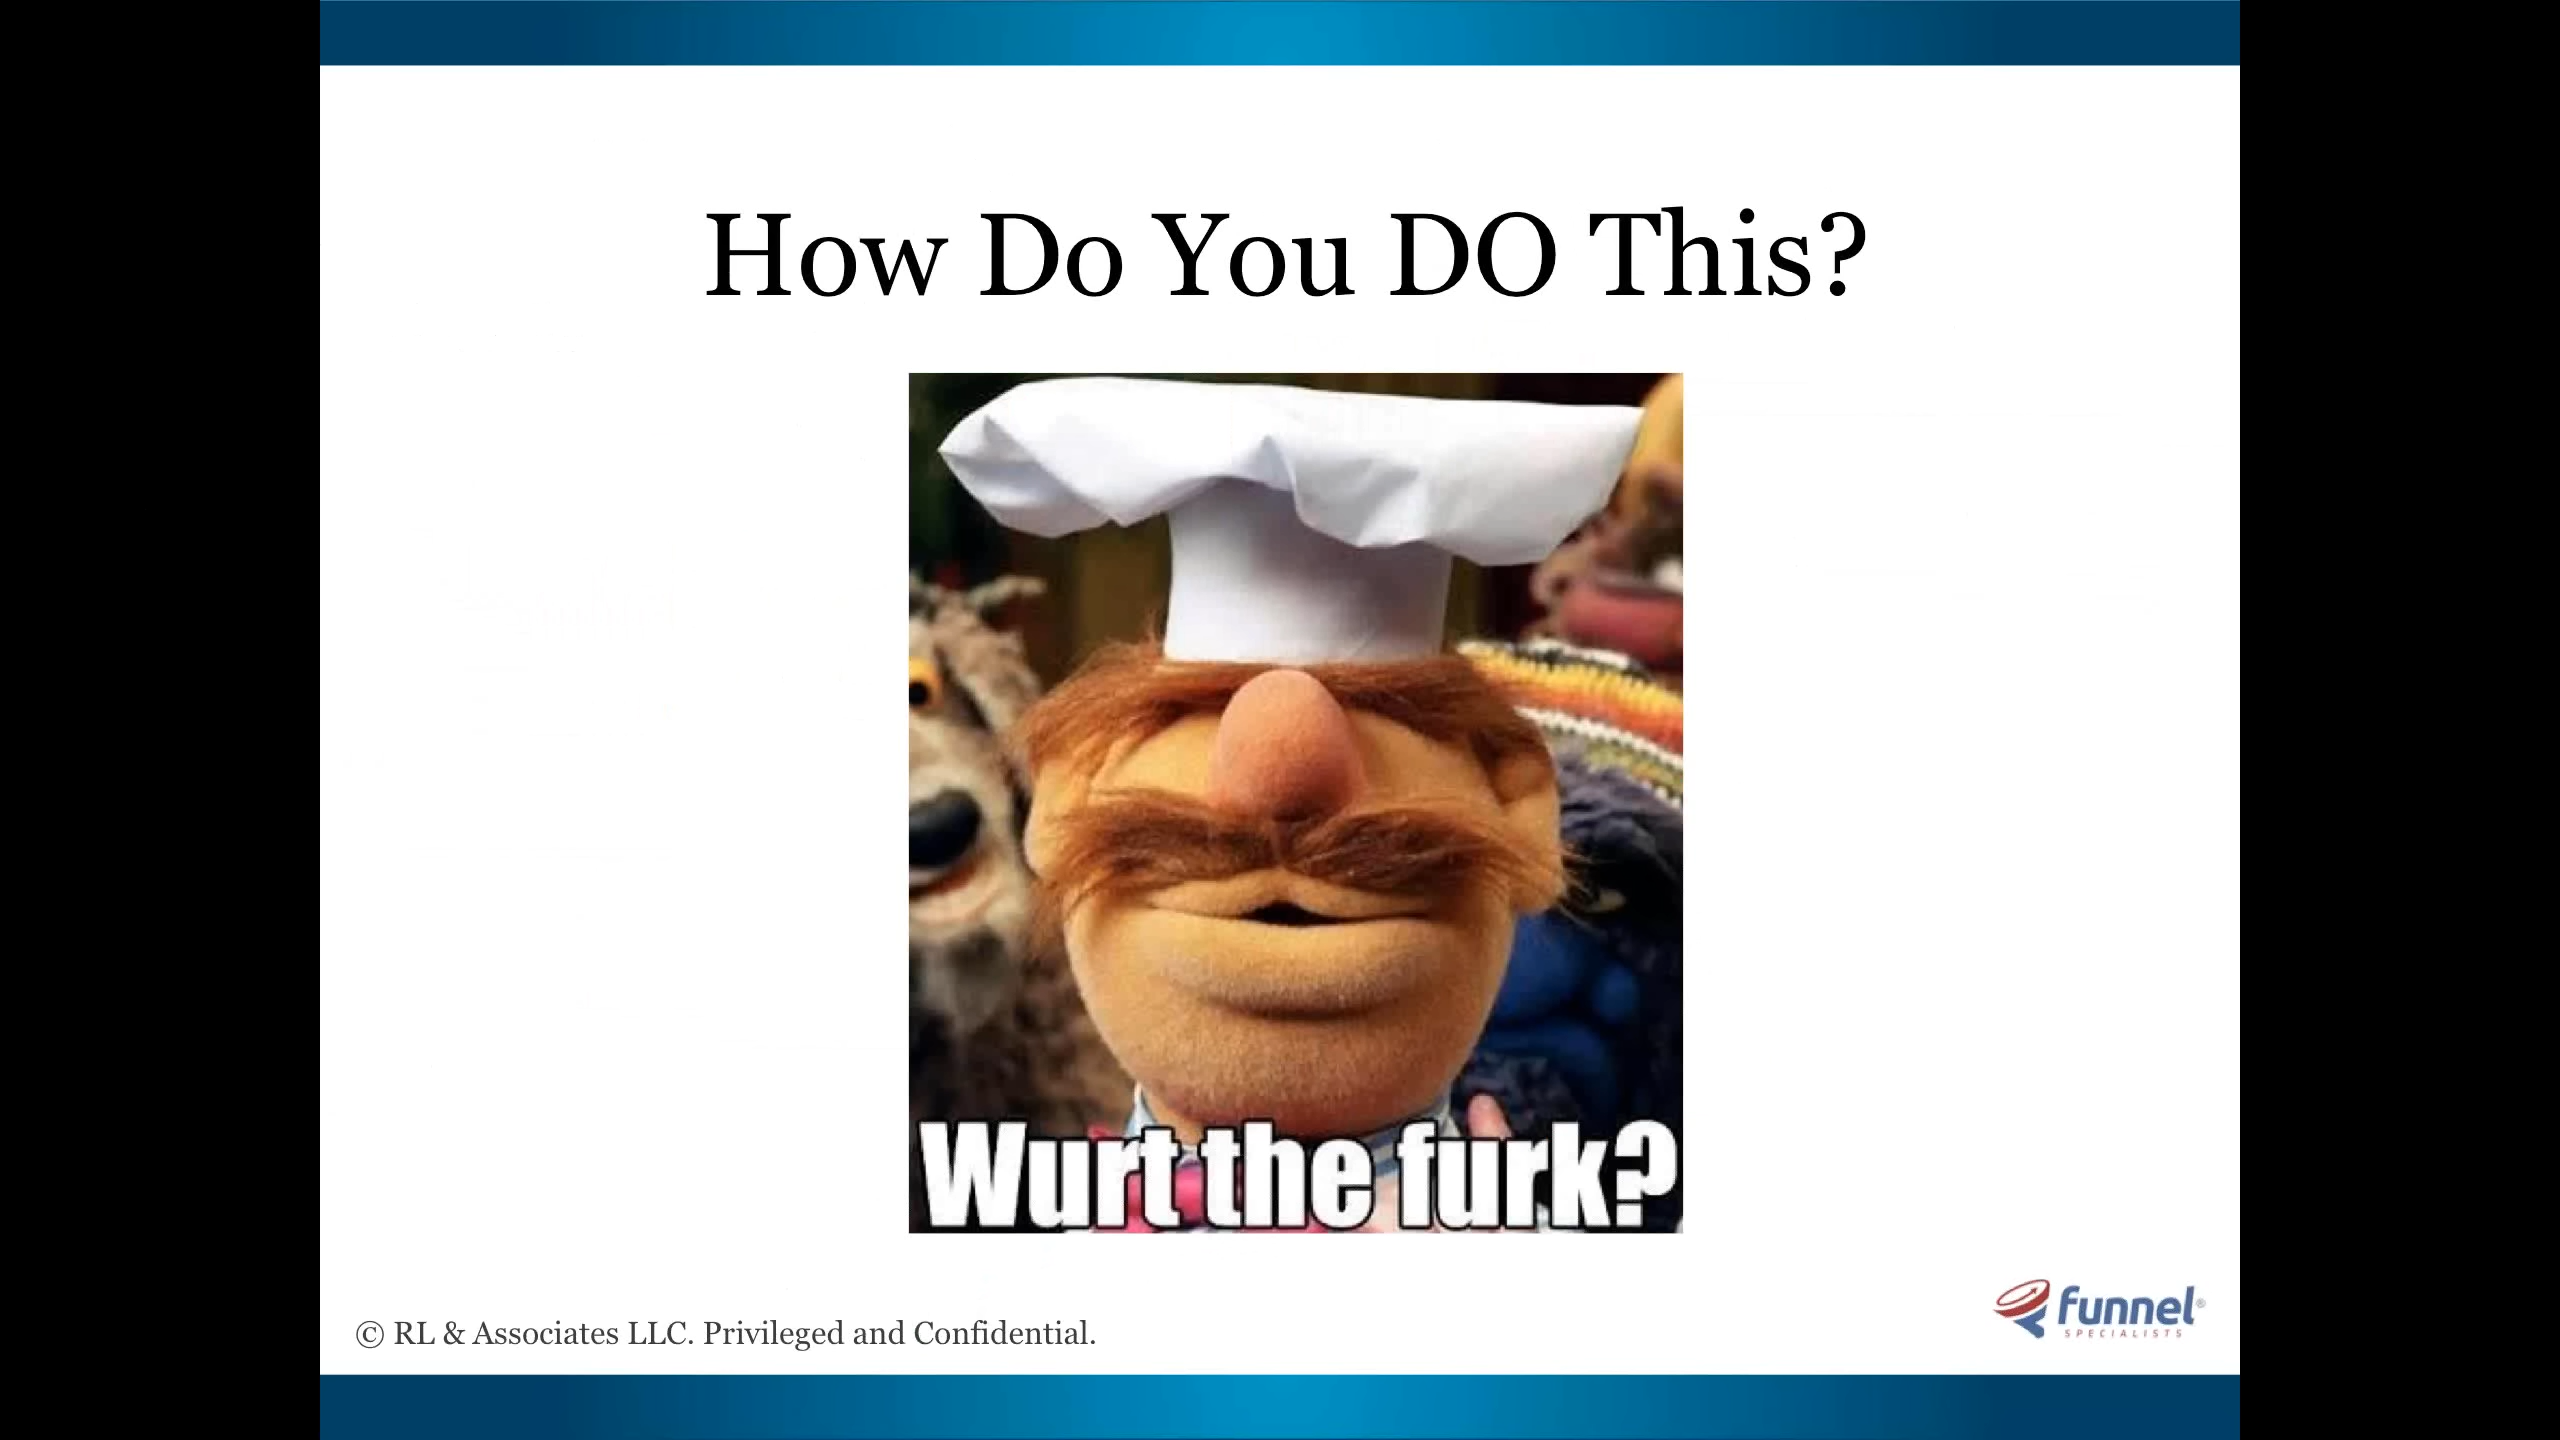 How Do You DO This?
Wurt the furk?
© RL & Associates LLC. Privileged and Confidential.
funnel®
SPECIALISTS